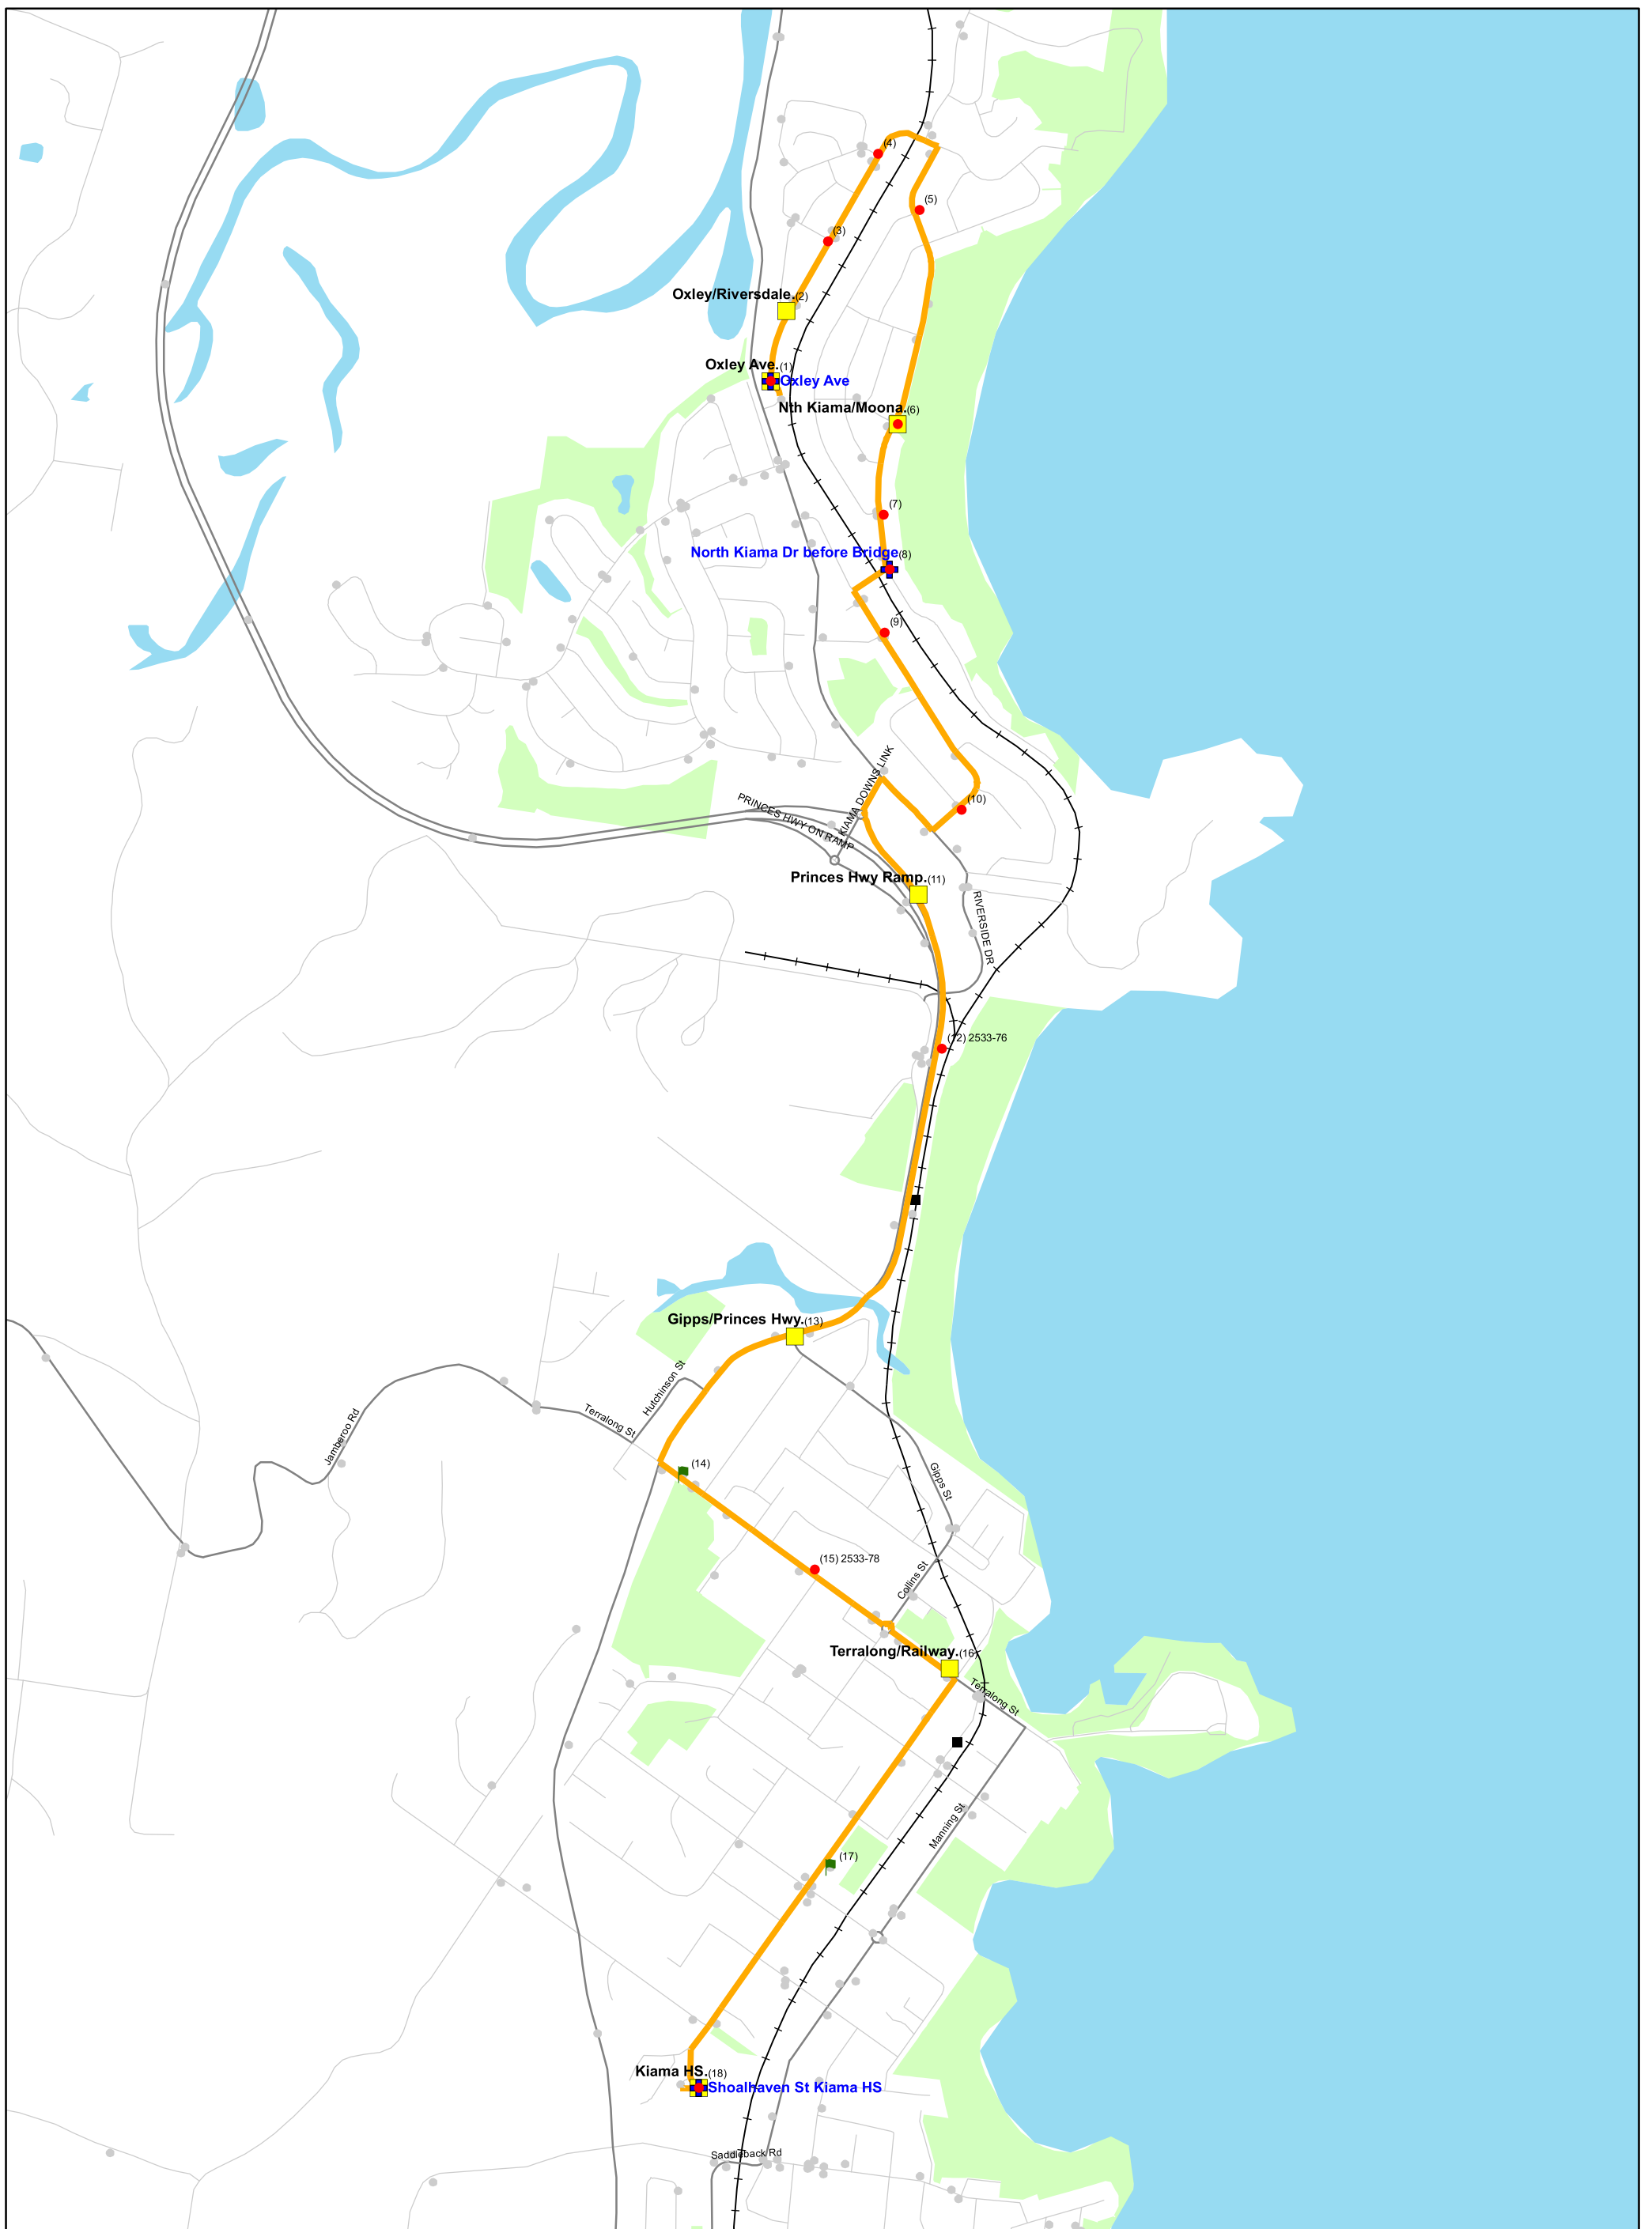 (4)
(5)
(3)
Oxley/Riversdale.(2)
Oxley Ave.(1)
Oxley Ave
Nth Kiama/Moona.(6)
(7)
North Kiama Dr before Bridge(8)
(9)
KIAMA DOWNS LINK
PRINCES HWY ON RAMP
(10)
Princes Hwy Ramp.(11)
RIVERSIDE DR
(12) 2533-76
Gipps/Princes Hwy.(13)
Hutchinson St
Terralong St
Jamberoo Rd
(14)
Gipps St
(15) 2533-78
Collins St
Terralong/Railway.(16)
Terralong St
Manning St
(17)
Kiama HS.(18)
Shoalhaven St Kiama HS
Saddleback Rd